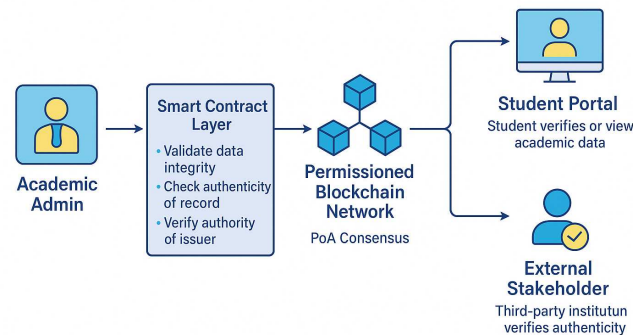 Academic
Admin
Smart Contract
Layer
• Validate data
integrity
• Check authenticity
of record
• Verify authority
of issuer
Permissioned
Blockchain
Network
PoA Consensus
Student Portal
Student verifies or view
academic data
External
Stakeholder
Third-party institutun
verifies authenticity